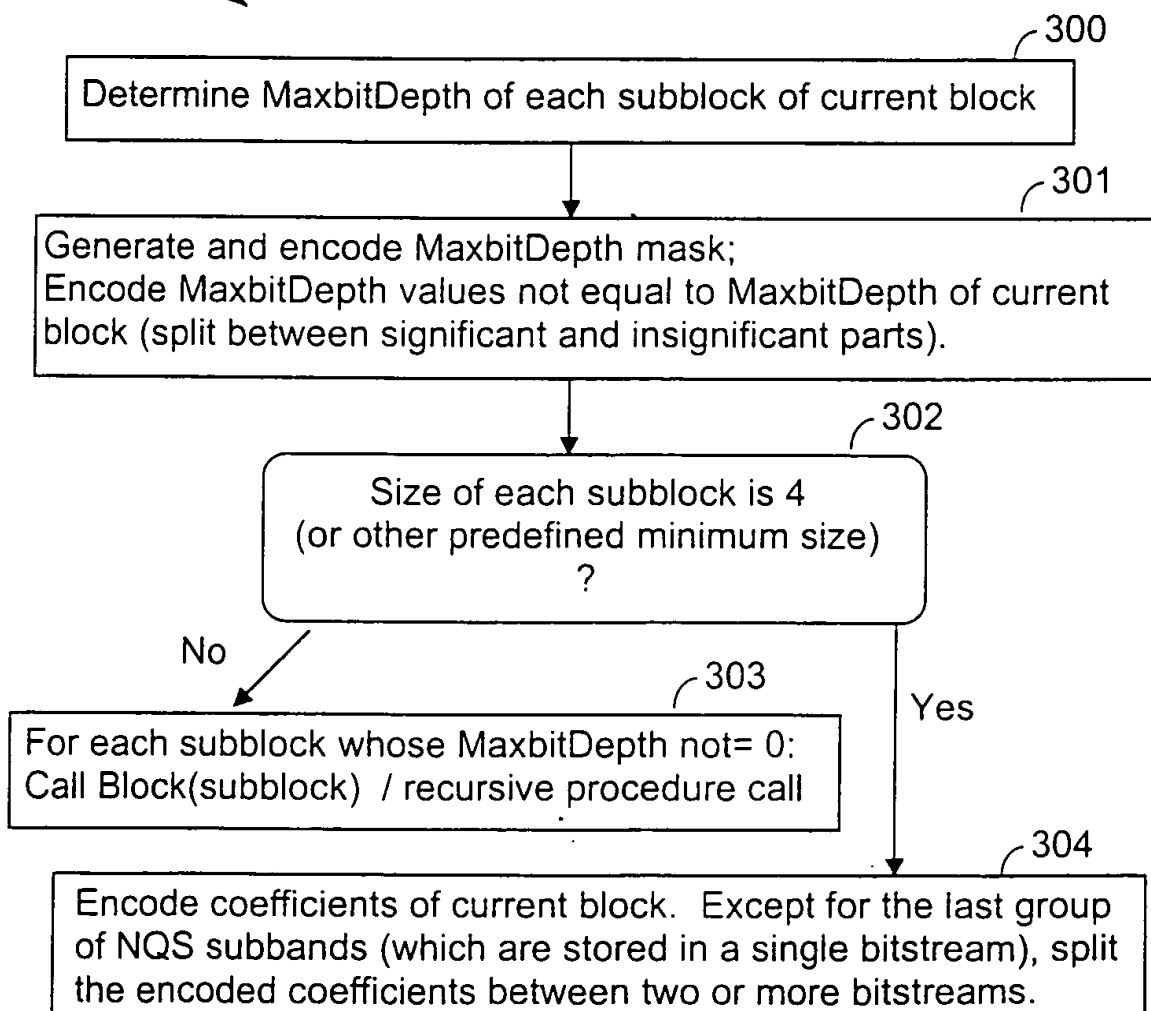 300
Determine MaxbitDepth of each subblock of current block
301
Generate and encode MaxbitDepth mask;
Encode MaxbitDepth values not equal to MaxbitDepth of current
block (split between significant and insignificant parts).
302
Size of each subblock is 4
(or other predefined minimum size)
?
No
Yes
303
For each subblock whose MaxbitDepth not= 0:
Call Block(subblock) / recursive procedure call
304
Encode coefficients of current block. Except for the last group
of NQS subbands (which are stored in a single bitstream), split
the encoded coefficients between two or more bitstreams.